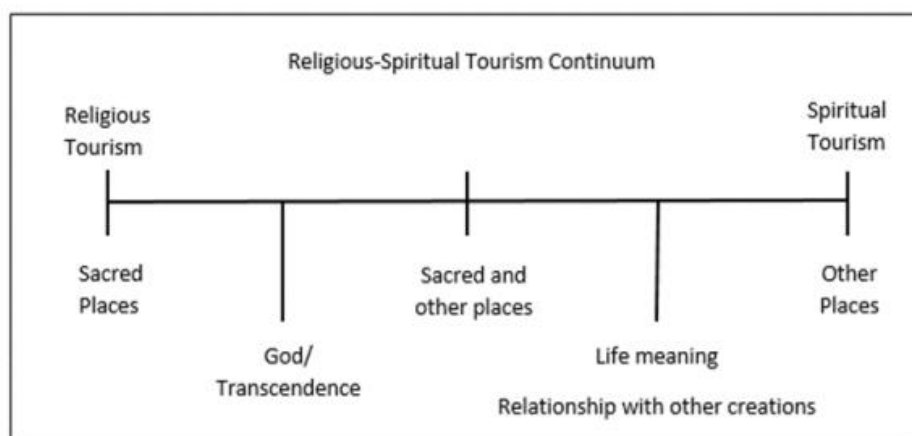 Religious-Spiritual Tourism Continuum
Religious
Tourism
Spiritual
Tourism
Sacred
Places
Sacred and
other places
Other
Places
God/
Transcendence
Life meaning
Relationship with other creations